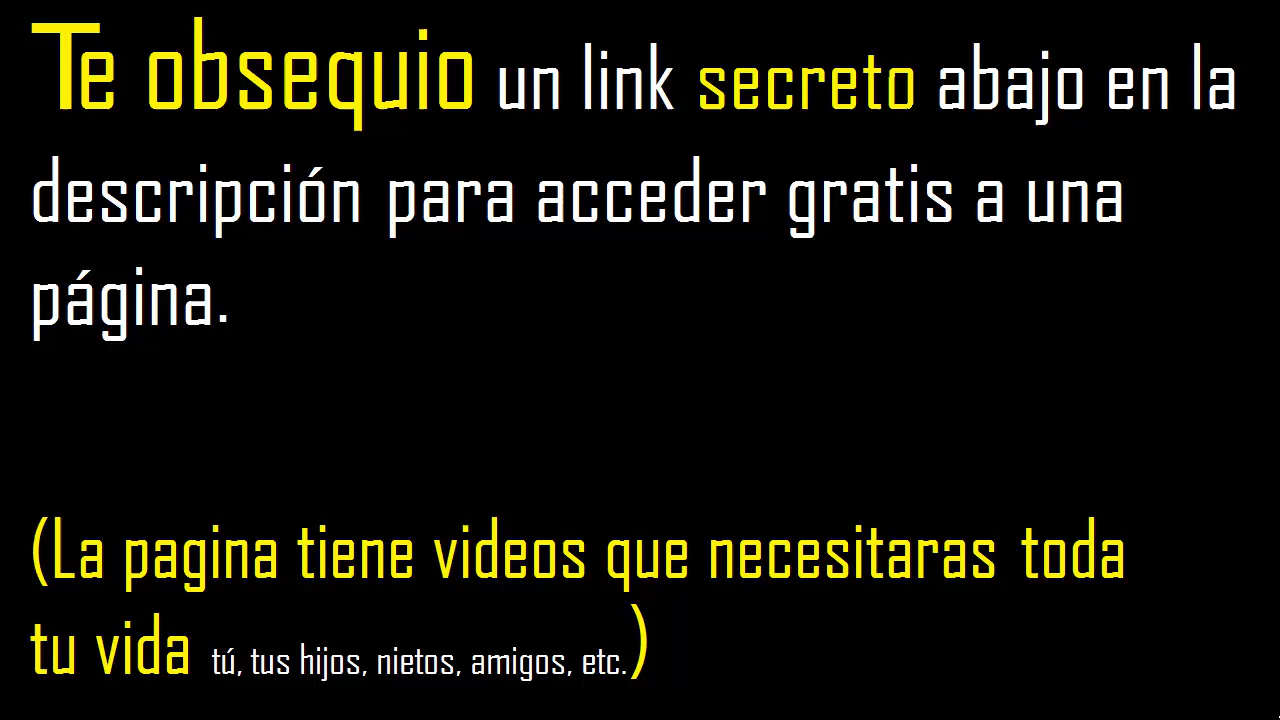 Te obsequio un link secreto abajo en la
descripción para acceder gratis a una
página.
(La pagina tiene videos que necesitaras toda
tu vida tú, tus hijos, nietos, amigos, etc.)